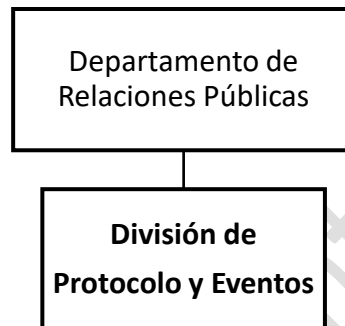 Departamento de
Relaciones Públicas
División de
Protocolo y Eventos